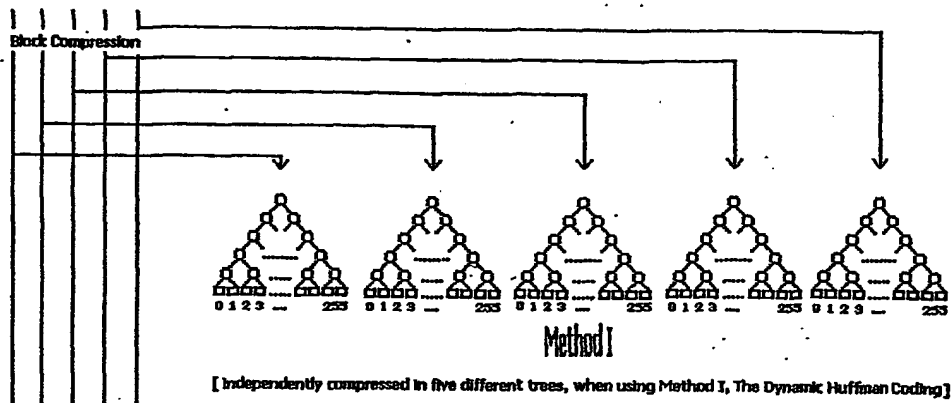 Block Compression
0 1 2 3 ... 255 0 1 2 3 ... 255 0 1 2 3 ... 255 0 1 2 3 ... 255 0 1 2 3 ... 255
Method I
[ Independently compressed in five different trees, when using Method I, The Dynamic Huffman Coding]